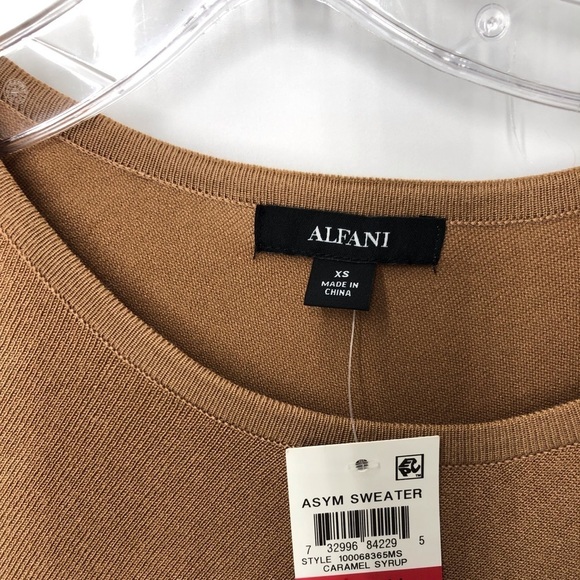 ALFANI
XS
MADE IN
CHINA
ASYM SWEATER
7 32996 84229 5
STYLE 100068365MS
CARAMEL SYRUP